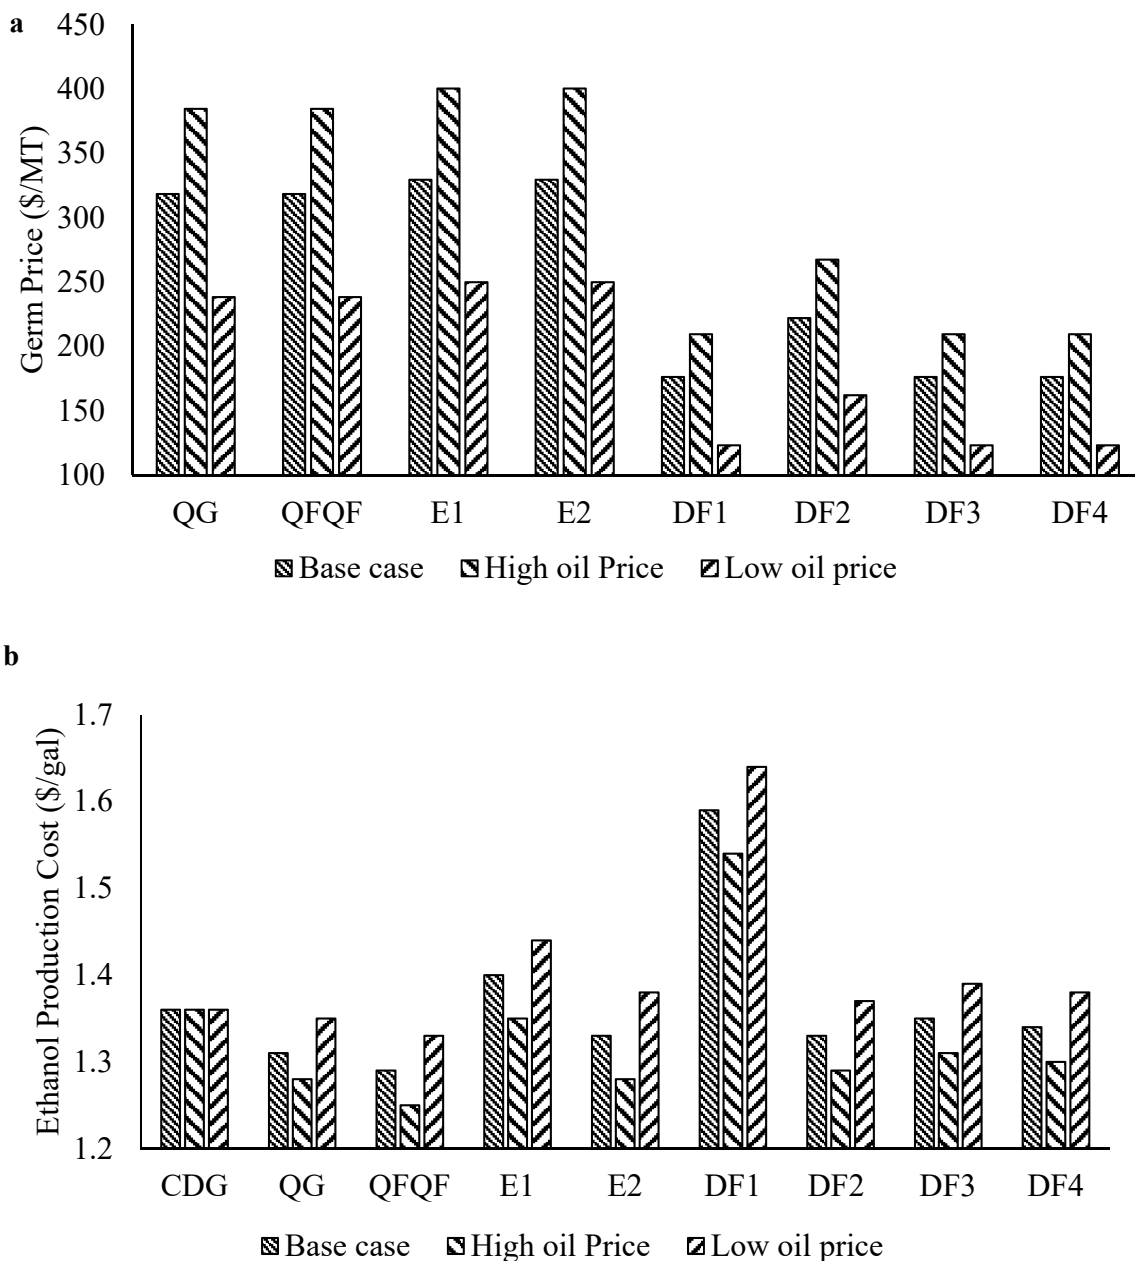 a
Germ Price ($/MT)
450
400
350
300
250
200
150
100
QG QFQF E1 E2 DF1 DF2 DF3 DF4
Base case High oil Price Low oil price
b
Ethanol Production Cost ($/gal)
1.7
1.6
1.5
1.4
1.3
1.2
CDG QG QFQF E1 E2 DF1 DF2 DF3 DF4
Base case High oil Price Low oil price